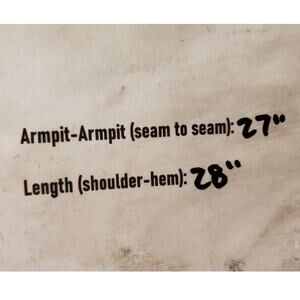 Armpit-Armpit (seam to seam): 27"
Length (shoulder-hem): 28"